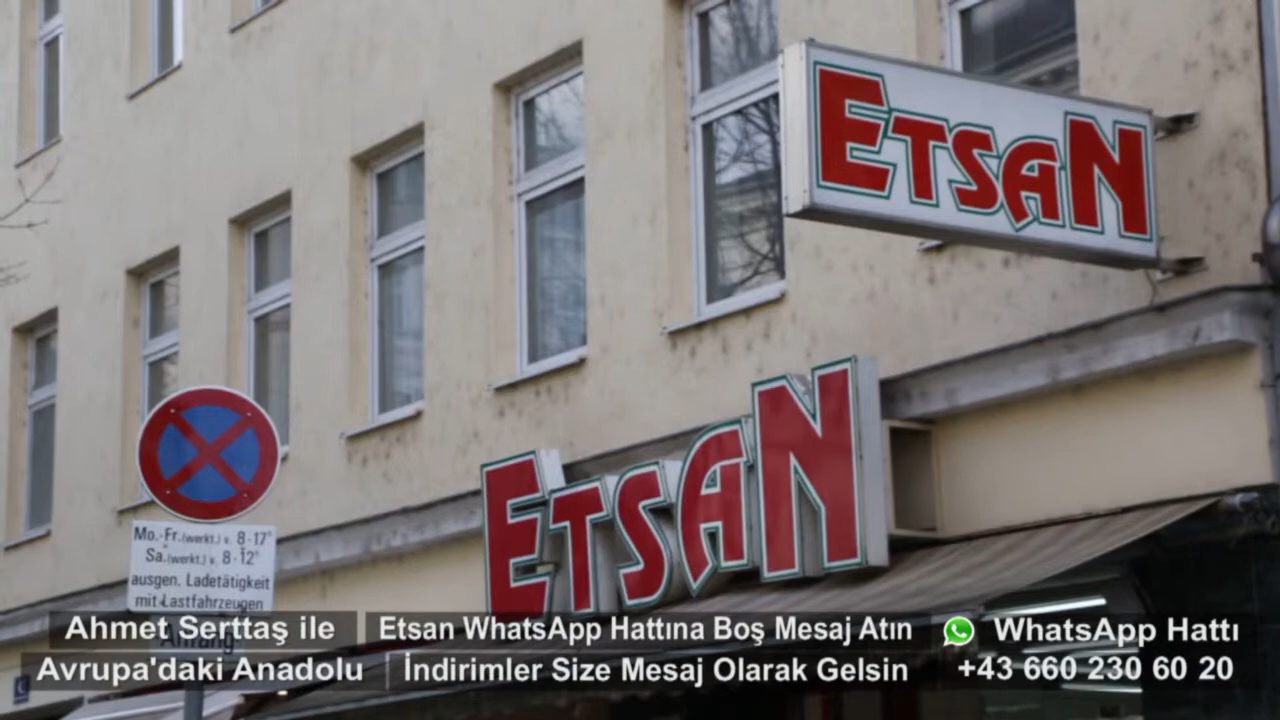 ETSAN
ETSAN
Mo.-Fr.(werkt.) v. 8-17ʰ
Sa.(werkt.) v. 8-12ʰ
ausgen. Ladetätigkeit
mit Lastfahrzeugen
Anfang
Ahmet Serttaş ile
Avrupa'daki Anadolu
Etsan WhatsApp Hattına Boş Mesaj Atın
İndirimler Size Mesaj Olarak Gelsin
WhatsApp Hattı
+43 660 230 60 20